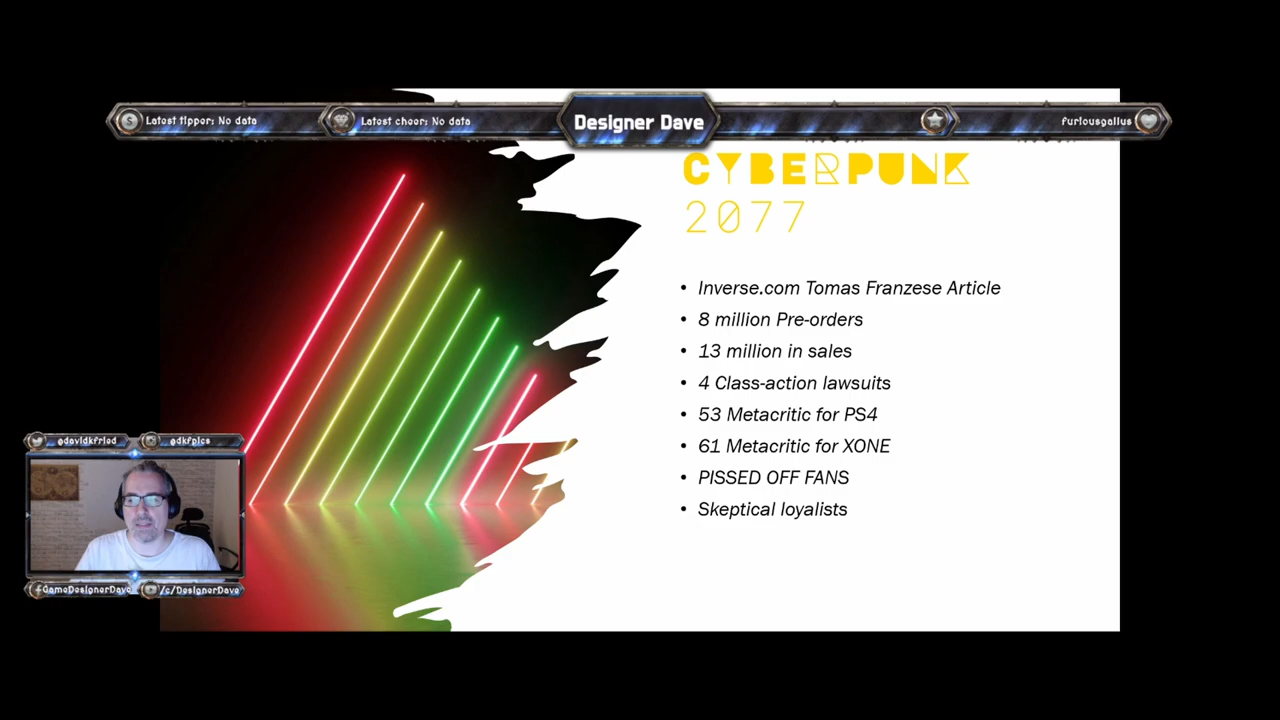 Latest tipper: No data
Latest cheer: No data
Designer Dave
furiousgallus
CYBERPUNK
2077
• Inverse.com Tomas Franzese Article
• 8 million Pre-orders
• 13 million in sales
• 4 Class-action lawsuits
• 53 Metacritic for PS4
• 61 Metacritic for XONE
• PISSED OFF FANS
• Skeptical loyalists
@davidkfried
@dkfpics
GameDesignerDave
/c/DesignerDave